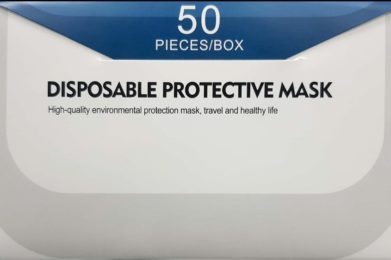 50
PIECES/BOX
DISPOSABLE PROTECTIVE MASK
High-quality environmental protection mask, travel and healthy life